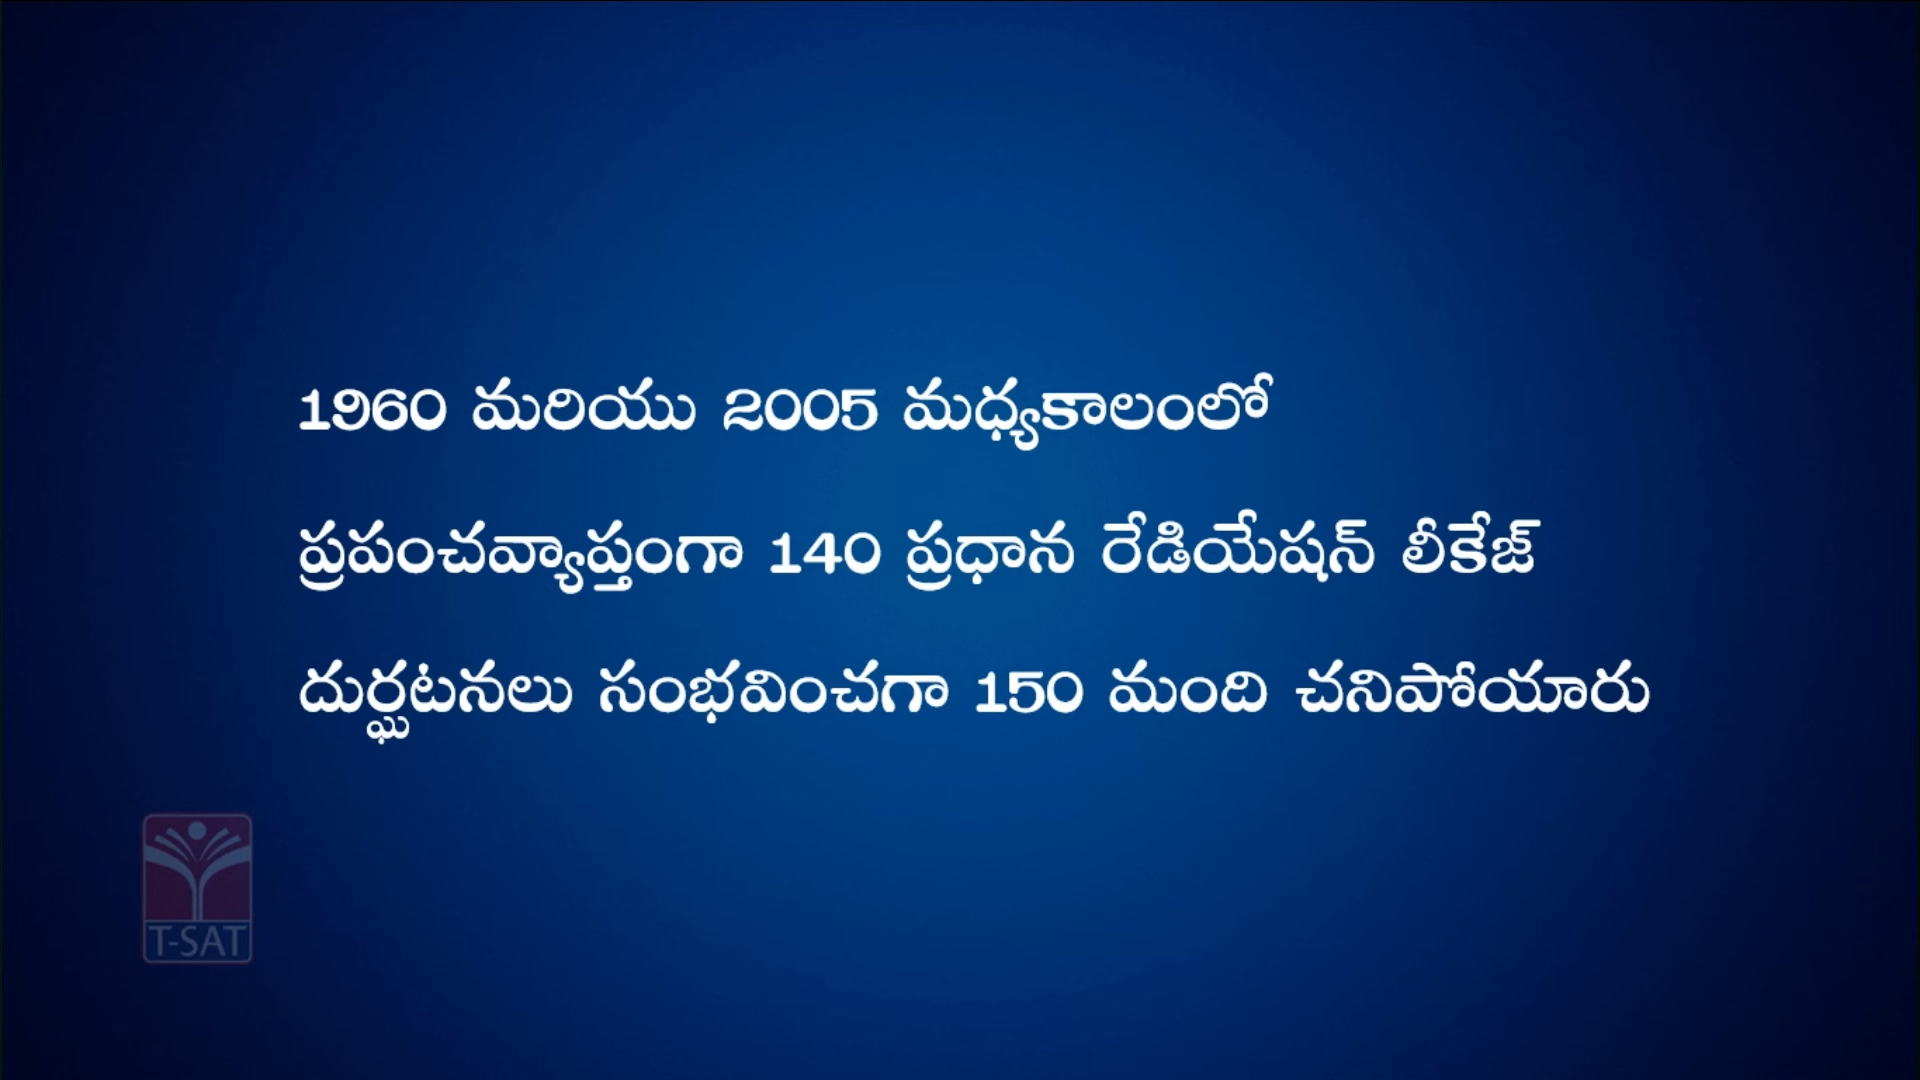 1960 మరియు 2005 మధ్యకాలంలో
ప్రపంచవ్యాప్తంగా 140 ప్రధాన రేడియేషన్ లీకేజ్
దుర్ఘటనలు సంభవించగా 150 మంది చనిపోయారు
T-SAT